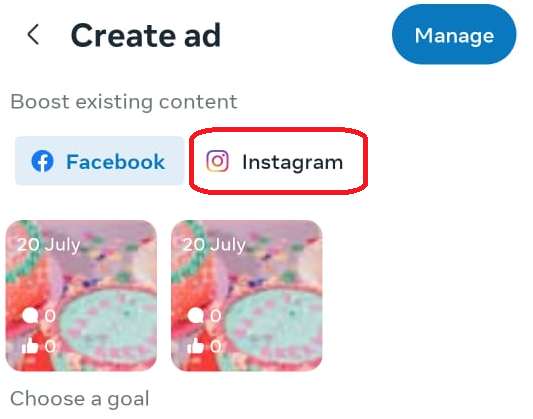 Create ad
Manage
Boost existing content
Facebook
Instagram
20 July
20 July
0
0
0
0
Choose a goal